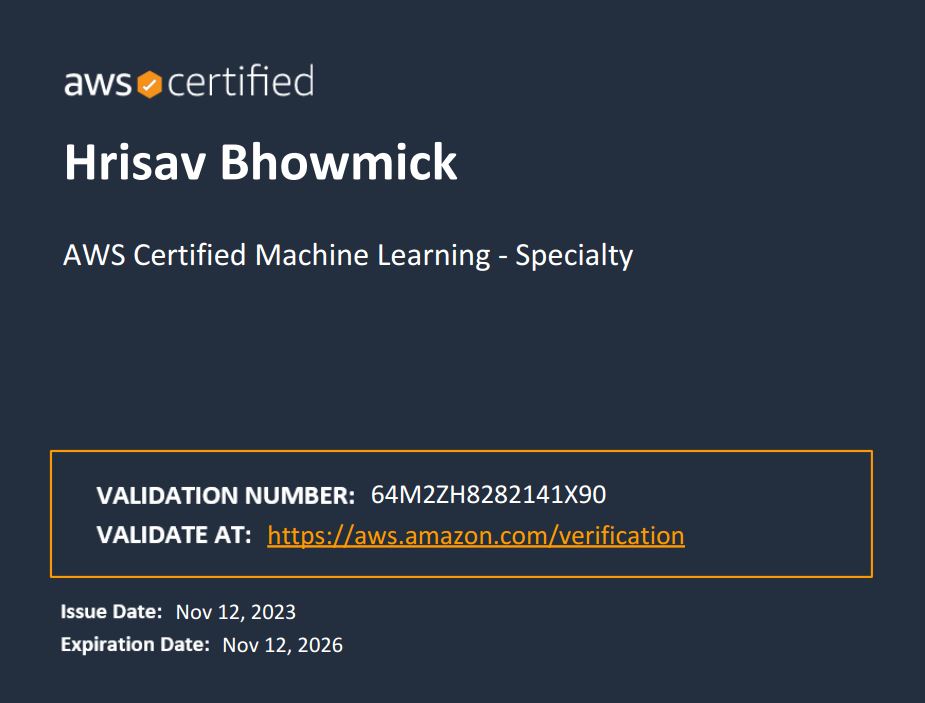 aws certified
Hrisav Bhowmick
AWS Certified Machine Learning - Specialty
VALIDATION NUMBER: 64M2ZH8282141X90
VALIDATE AT: https://aws.amazon.com/verification
Issue Date: Nov 12, 2023
Expiration Date: Nov 12, 2026